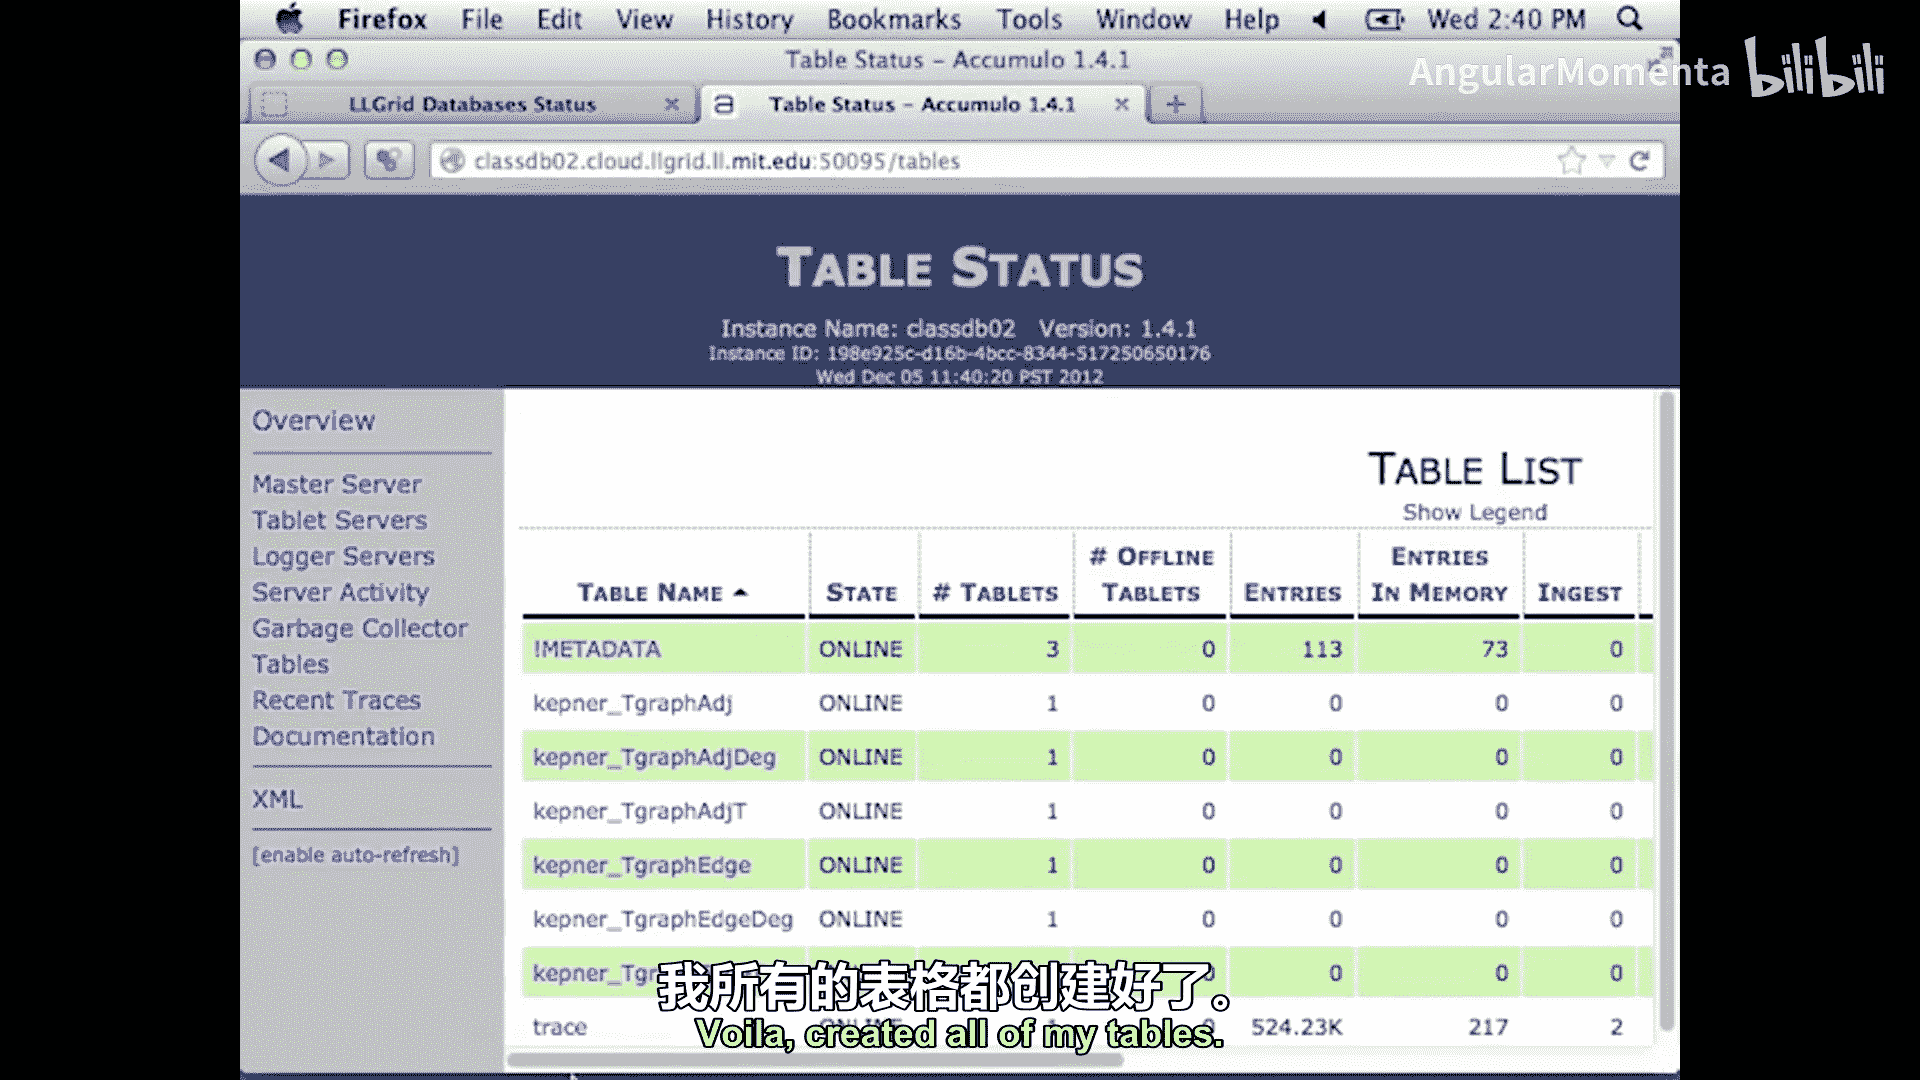 Firefox File Edit View History Bookmarks Tools Window Help Wed 2:40 PM
Table Status – Accumulo 1.4.1
AngularMomenta bilibili
LLGrid Databases Status × a Table Status – Accumulo 1.4.1 × +
classdb02.cloud.llgrid.ll.mit.edu:50095/tables
TABLE STATUS
Instance Name: classdb02 Version: 1.4.1
Instance ID: 198e925c-d16b-4bcc-8344-517250650176
Wed Dec 05 11:40:20 PST 2012
Overview
Master Server
Tablet Servers
Logger Servers
Server Activity
Garbage Collector
Tables
Recent Traces
Documentation
XML
[enable auto-refresh]
TABLE LIST
Show Legend
TABLE NAME STATE # TABLETS # OFFLINE TABLETS ENTRIES ENTRIES IN MEMORY INGEST
!METADATA ONLINE 3 0 113 73 0
kepner_TgraphAdj ONLINE 1 0 0 0 0
kepner_TgraphAdjDeg ONLINE 1 0 0 0 0
kepner_TgraphAdjT ONLINE 1 0 0 0 0
kepner_TgraphEdge ONLINE 1 0 0 0 0
kepner_TgraphEdgeDeg ONLINE 1 0 0 0 0
0 0 0
trace 524.23K 217 2
我所有的表格都创建好了。
Voila, created all of my tables.